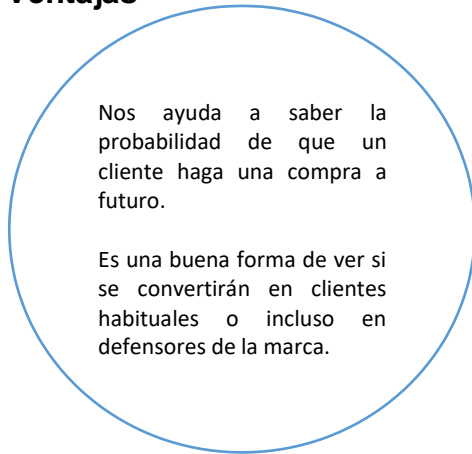 Ventajas
Nos ayuda a saber la
probabilidad de que un
cliente haga una compra a
futuro.
Es una buena forma de ver si
se convertirán en clientes
habituales o incluso en
defensores de la marca.